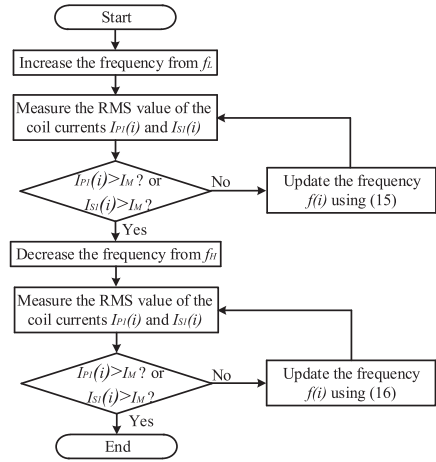 Start
Increase the frequency from fL
Measure the RMS value of the
coil currents IP1(i) and IS1(i)
IP1(i)>IM? or
IS1(i)>IM?
No
Update the frequency
f(i) using (15)
Yes
Decrease the frequency from fH
Measure the RMS value of the
coil currents IP1(i) and IS1(i)
IP1(i)>IM? or
IS1(i)>IM?
No
Update the frequency
f(i) using (16)
Yes
End